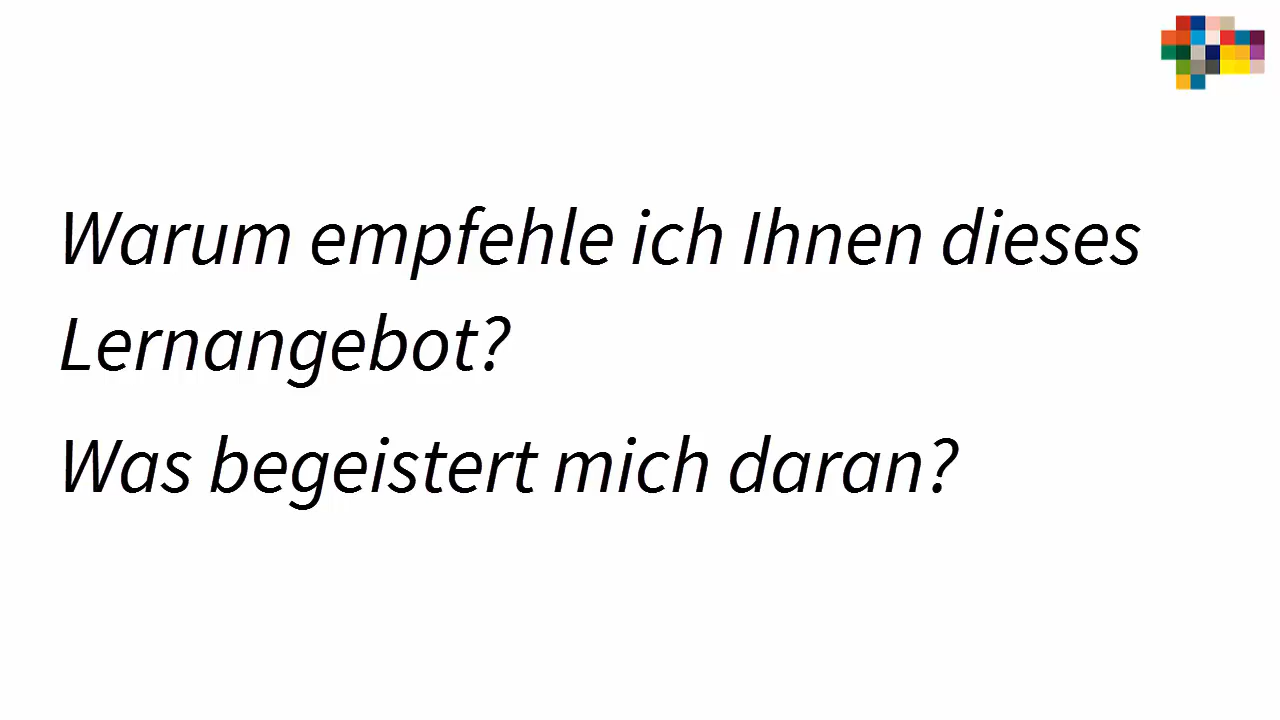 Warum empfehle ich Ihnen dieses
Lernangebot?
Was begeistert mich daran?